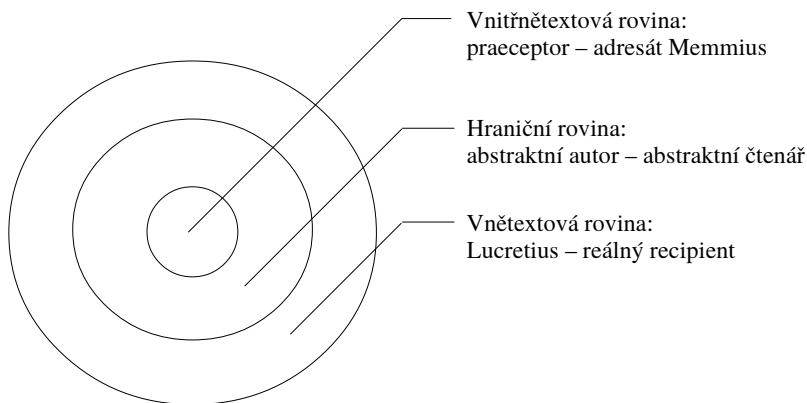 Vnitřnětextová rovina:
praeceptor – adresát Memmius
Hraniční rovina:
abstraktní autor – abstraktní čtenář
Vnětextová rovina:
Lucretius – reálný recipient